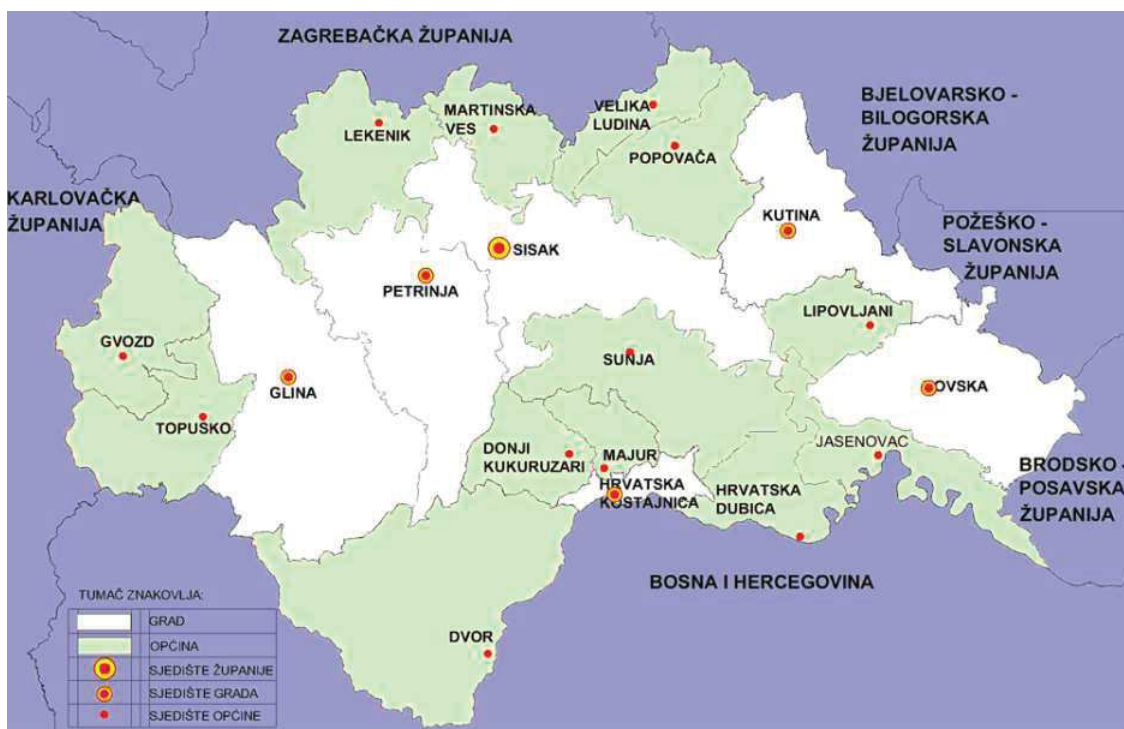 ZAGREBAČKA ŽUPANIJA
BJELOVARSKO -
BILOGORSKA
ŽUPANIJA
MARTINSKA
VES
VELIKA
LUDINA
LEKENIK
POPOVAČA
KARLOVAČKA
ŽUPANIJA
KUTINA
POŽEŠKO -
SLAVONSKA
ŽUPANIJA
SISAK
PETRINJA
LIPOVLJANI
GVOZD
SUNJA
GLINA
OVSKA
TOPUSKO
DONJI
KUKURUZARI
MAJUR
JASENOVAC
HRVATSKA
KOSTAJNICA
HRVATSKA
DUBICA
BRODSKO -
POSAVSKA
ŽUPANIJA
BOSNA I HERCEGOVINA
DVOR
TUMAČ ZNAKOVLJA:
GRAD
OPĆINA
SJEDIŠTE ŽUPANIJE
SJEDIŠTE GRADA
SJEDIŠTE OPĆINE